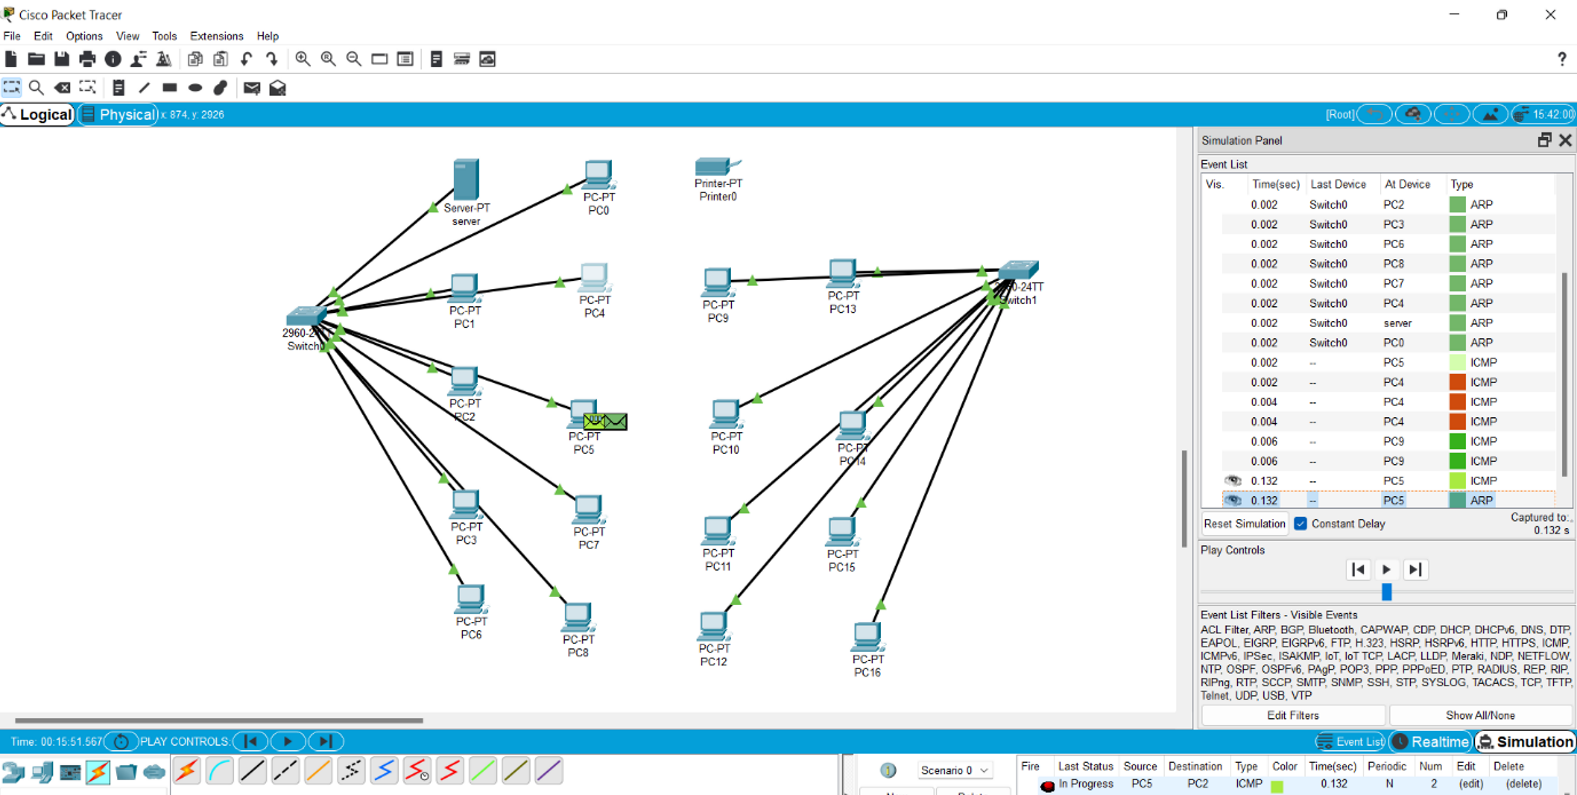 Cisco Packet Tracer
File Edit Options View Tools Extensions Help
?
Logical Physical x: 874, y: 2926 [Root] 15:42:00
Server-PT
server
PC-PT
PC0
Printer-PT
Printer0
PC-PT
PC1
PC-PT
PC4
PC-PT
PC9
PC-PT
PC13
Switch1
Switch0
PC-PT
PC2
PC-PT
PC5
PC-PT
PC10
PC-PT
PC14
PC-PT
PC3
PC-PT
PC7
PC-PT
PC11
PC-PT
PC15
PC-PT
PC6
PC-PT
PC8
PC-PT
PC12
PC-PT
PC16
Simulation Panel
Event List
Vis. Time(sec) Last Device At Device Type
0.002 Switch0 PC2 ARP
0.002 Switch0 PC3 ARP
0.002 Switch0 PC6 ARP
0.002 Switch0 PC8 ARP
0.002 Switch0 PC7 ARP
0.002 Switch0 PC4 ARP
0.002 Switch0 server ARP
0.002 Switch0 PC0 ARP
0.002 -- PC5 ICMP
0.002 -- PC4 ICMP
0.004 -- PC4 ICMP
0.004 -- PC4 ICMP
0.006 -- PC9 ICMP
0.006 -- PC9 ICMP
0.132 -- PC5 ICMP
0.132 -- PC5 ARP
Reset Simulation Constant Delay Captured to:
0.132 s
Play Controls
Event List Filters - Visible Events
ACL Filter, ARP, BGP, Bluetooth, CAPWAP, CDP, DHCP, DHCPv6, DNS, DTP,
EAPOL, EIGRP, EIGRPv6, FTP, H.323, HSRP, HSRPv6, HTTP, HTTPS, ICMP,
ICMPv6, IPSec, ISAKMP, IoT, IoT TCP, LACP, LLDP, Meraki, NDP, NETFLOW,
NTP, OSPF, OSPFv6, PAgP, POP3, PPP, PPPoED, PTP, RADIUS, REP, RIP,
RIPng, RTP, SCCP, SMTP, SNMP, SSH, STP, SYSLOG, TACACS, TCP, TFTP,
Telnet, UDP, USB, VTP
Edit Filters Show All/None
Time: 00:15:51.567 PLAY CONTROLS: Event List Realtime Simulation
Scenario 0
Fire Last Status Source Destination Type Color Time(sec) Periodic Num Edit Delete
In Progress PC5 PC2 ICMP 0.132 N 2 (edit) (delete)